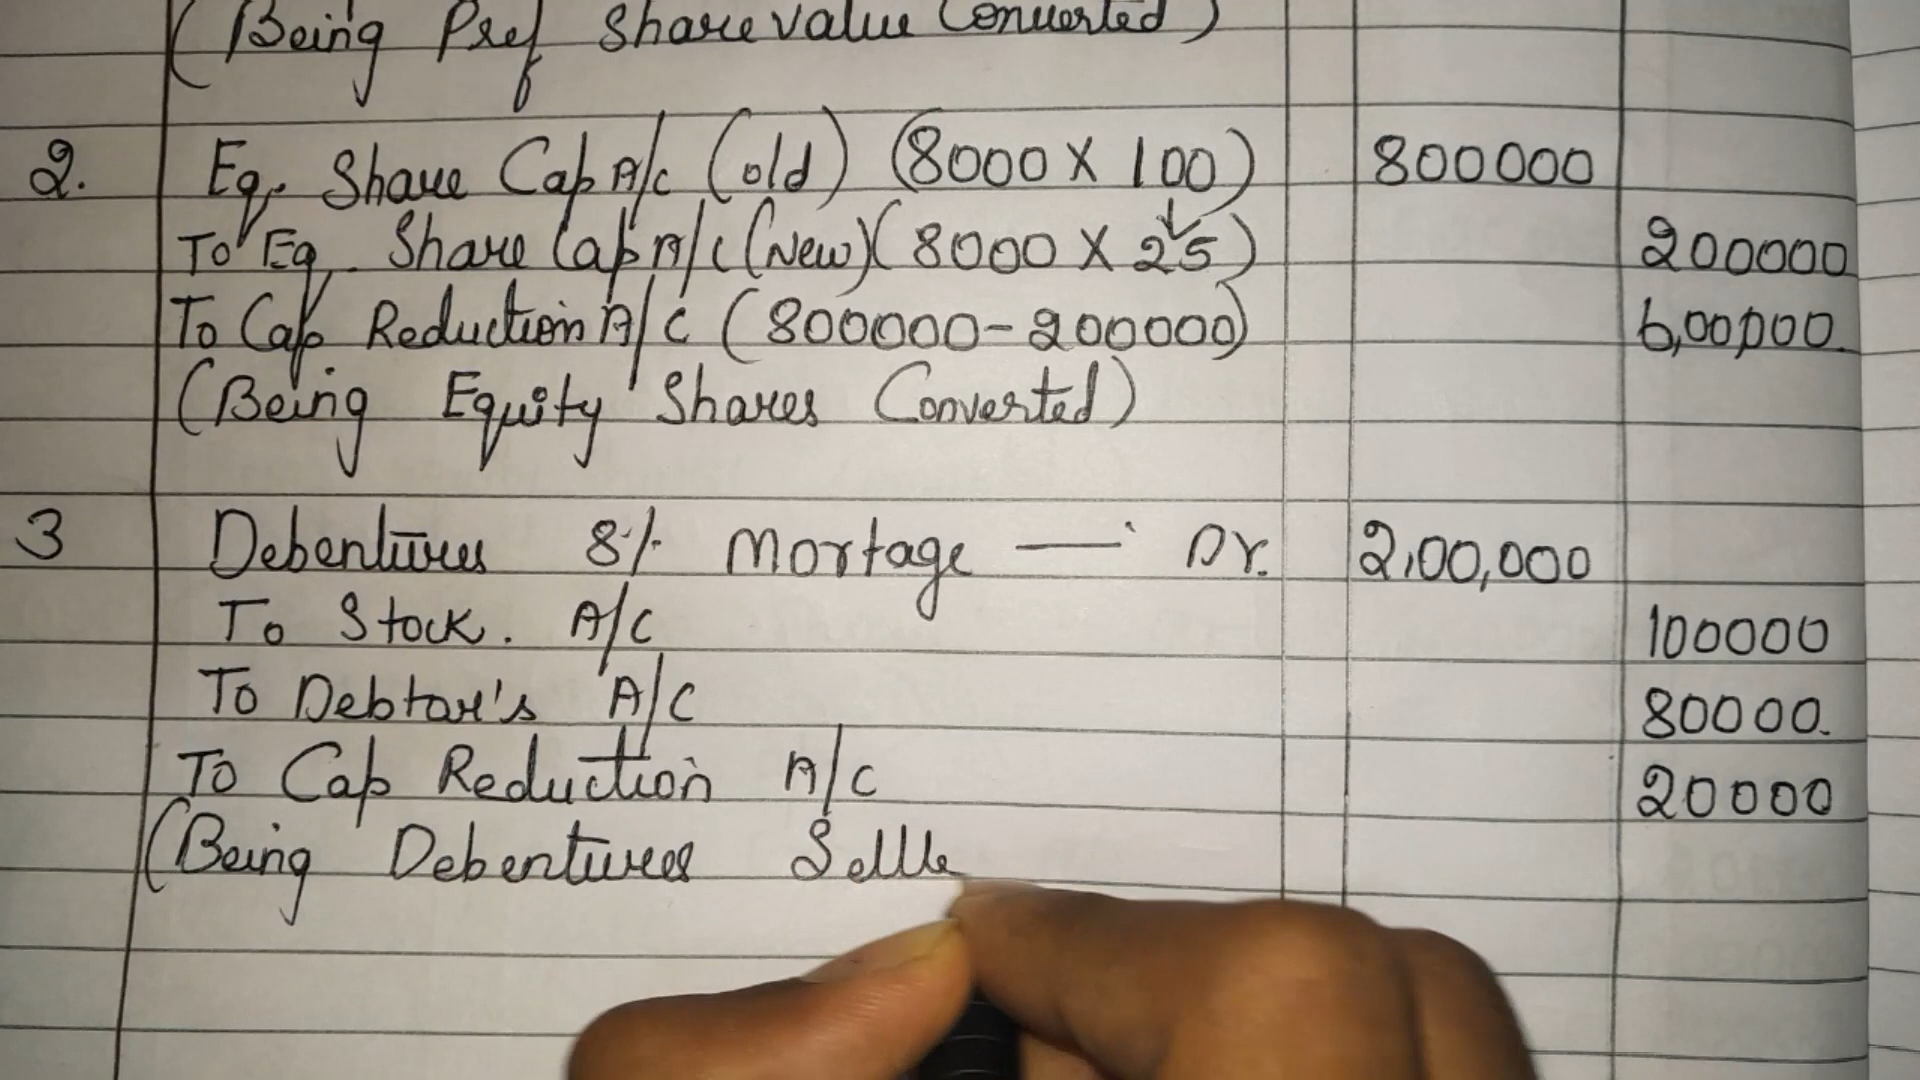 (Being Pref Share value Converted)
2. Eq. Share Cap A/c (old) (8000 X 100) 800000
To Eq. Share Cap A/c (New) (8000 X 25) 200000
To Cap Reduction A/C (800000-200000) 6,00,000.
(Being Equity Shares Converted)
3 Debentures 8% Mortage — Dr. 2,00,000
To Stock. A/C 100000
To Debtor's A/C 80000.
To Cap Reduction A/C 20000
(Being Debentures Settle